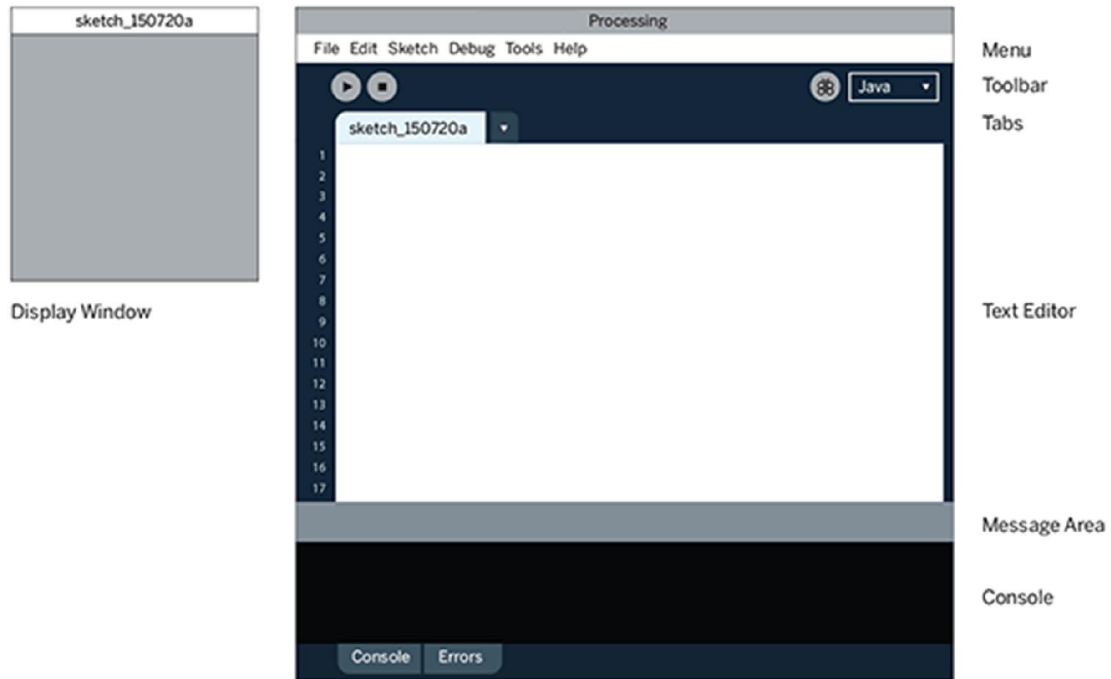 sketch_150720a
Display Window
Processing
File Edit Sketch Debug Tools Help
Java
sketch_150720a
1
2
3
4
5
6
7
8
9
10
11
12
13
14
15
16
17
Console Errors
Menu
Toolbar
Tabs
Text Editor
Message Area
Console